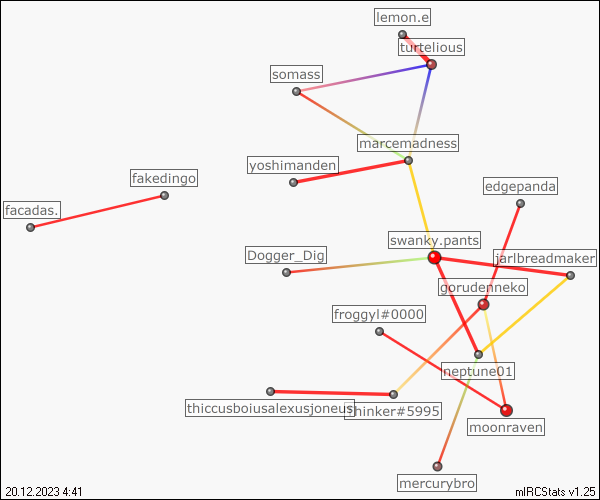 lemon.e
turtelious
somass
marcemadness
yoshimanden
fakedingo
edgepanda
facadas.
swanky.pants
Dogger_Dig
jarlbreadmaker
gorudenneko
froggyl#0000
neptune01
thiccusboiusalexusjoneus
Thinker#5995
moonraven
mercurybro
20.12.2023 4:41
mIRCStats v1.25